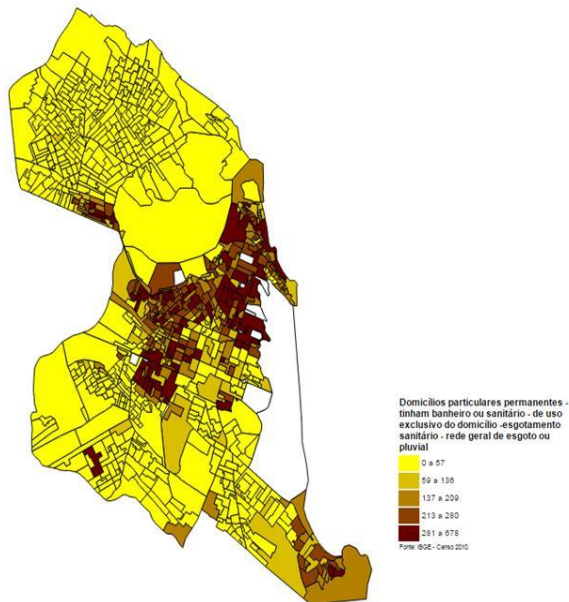 Domicílios particulares permanentes -
tinham banheiro ou sanitário - de uso
exclusivo do domicílio -esgotamento
sanitário - rede geral de esgoto ou
pluvial
0 a 57
59 a 136
137 a 209
213 a 280
281 a 678
Fonte: IBGE - Censo 2010.